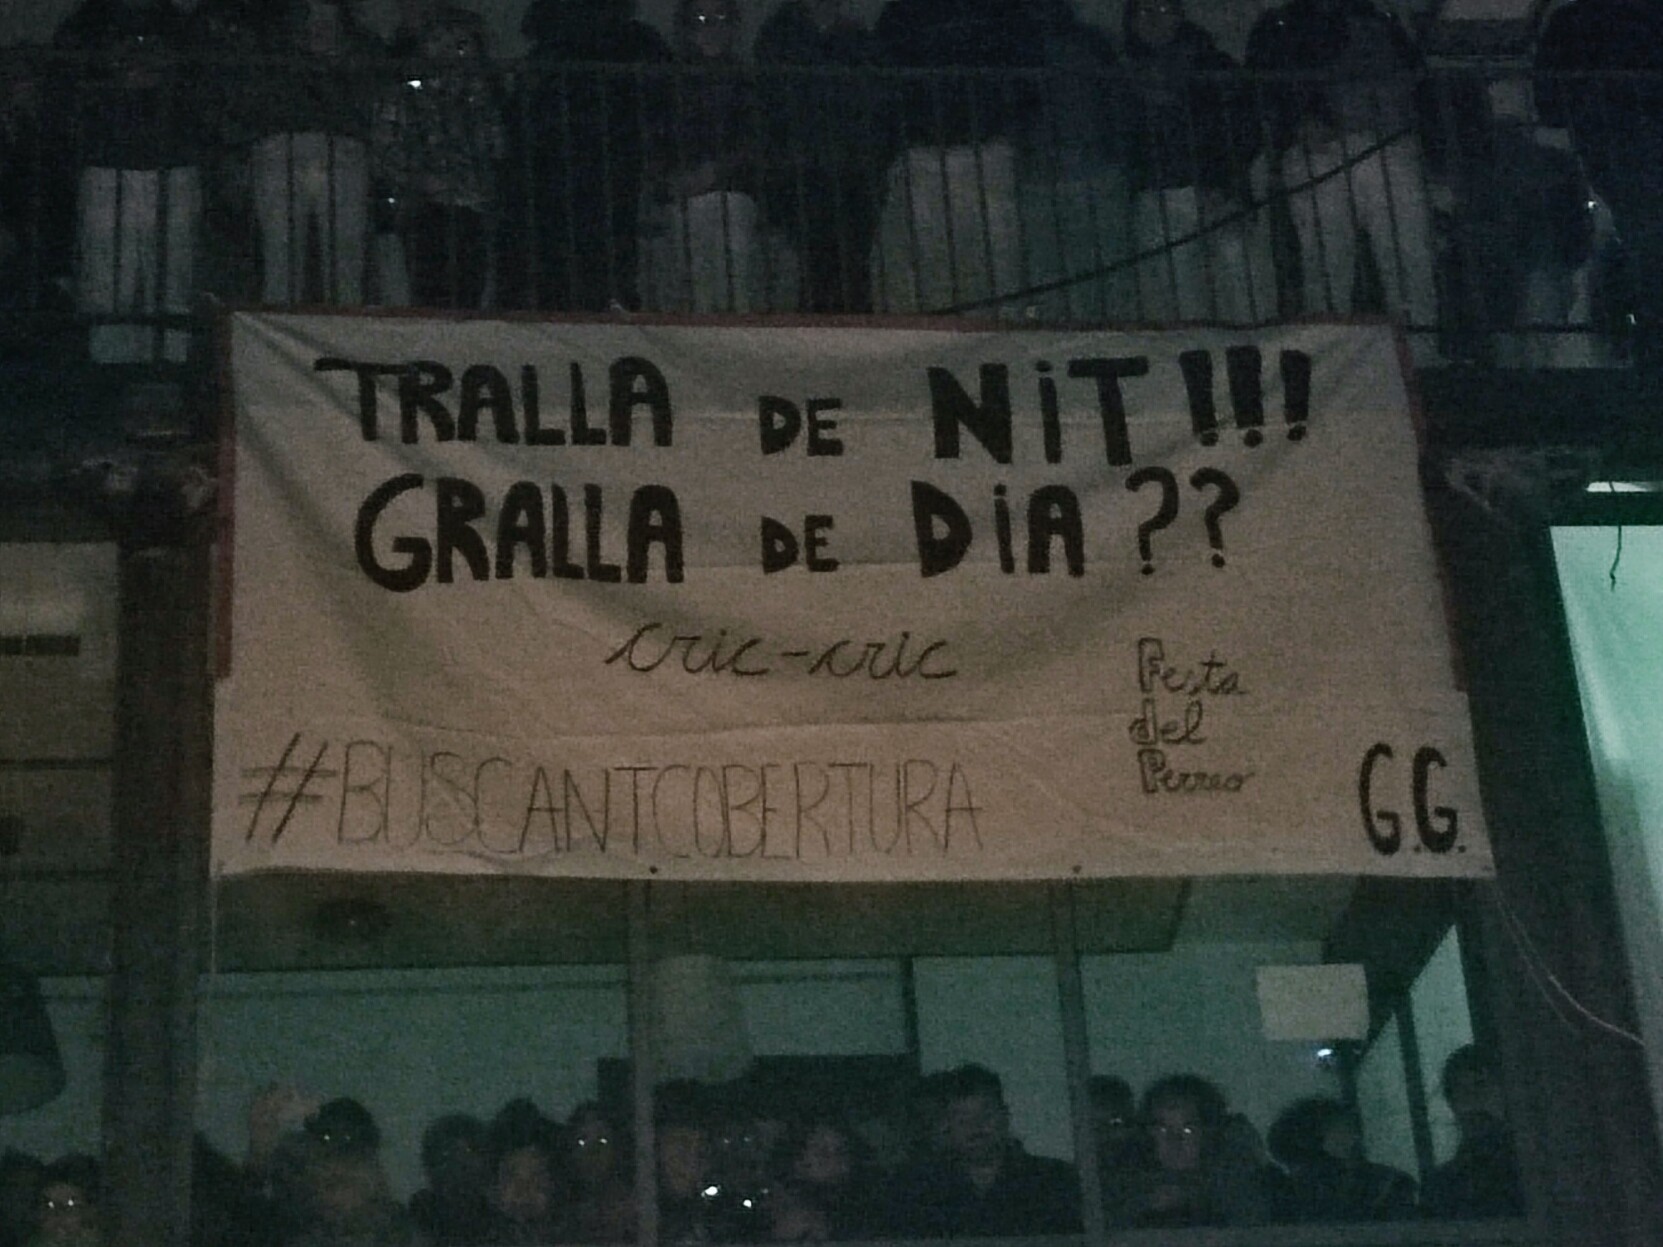 TRALLA DE NiT!!!
GRALLA DE DiA??
cric-cric
Festa
del
Perreo
#BUSCANTCOBERTURA
G.G.